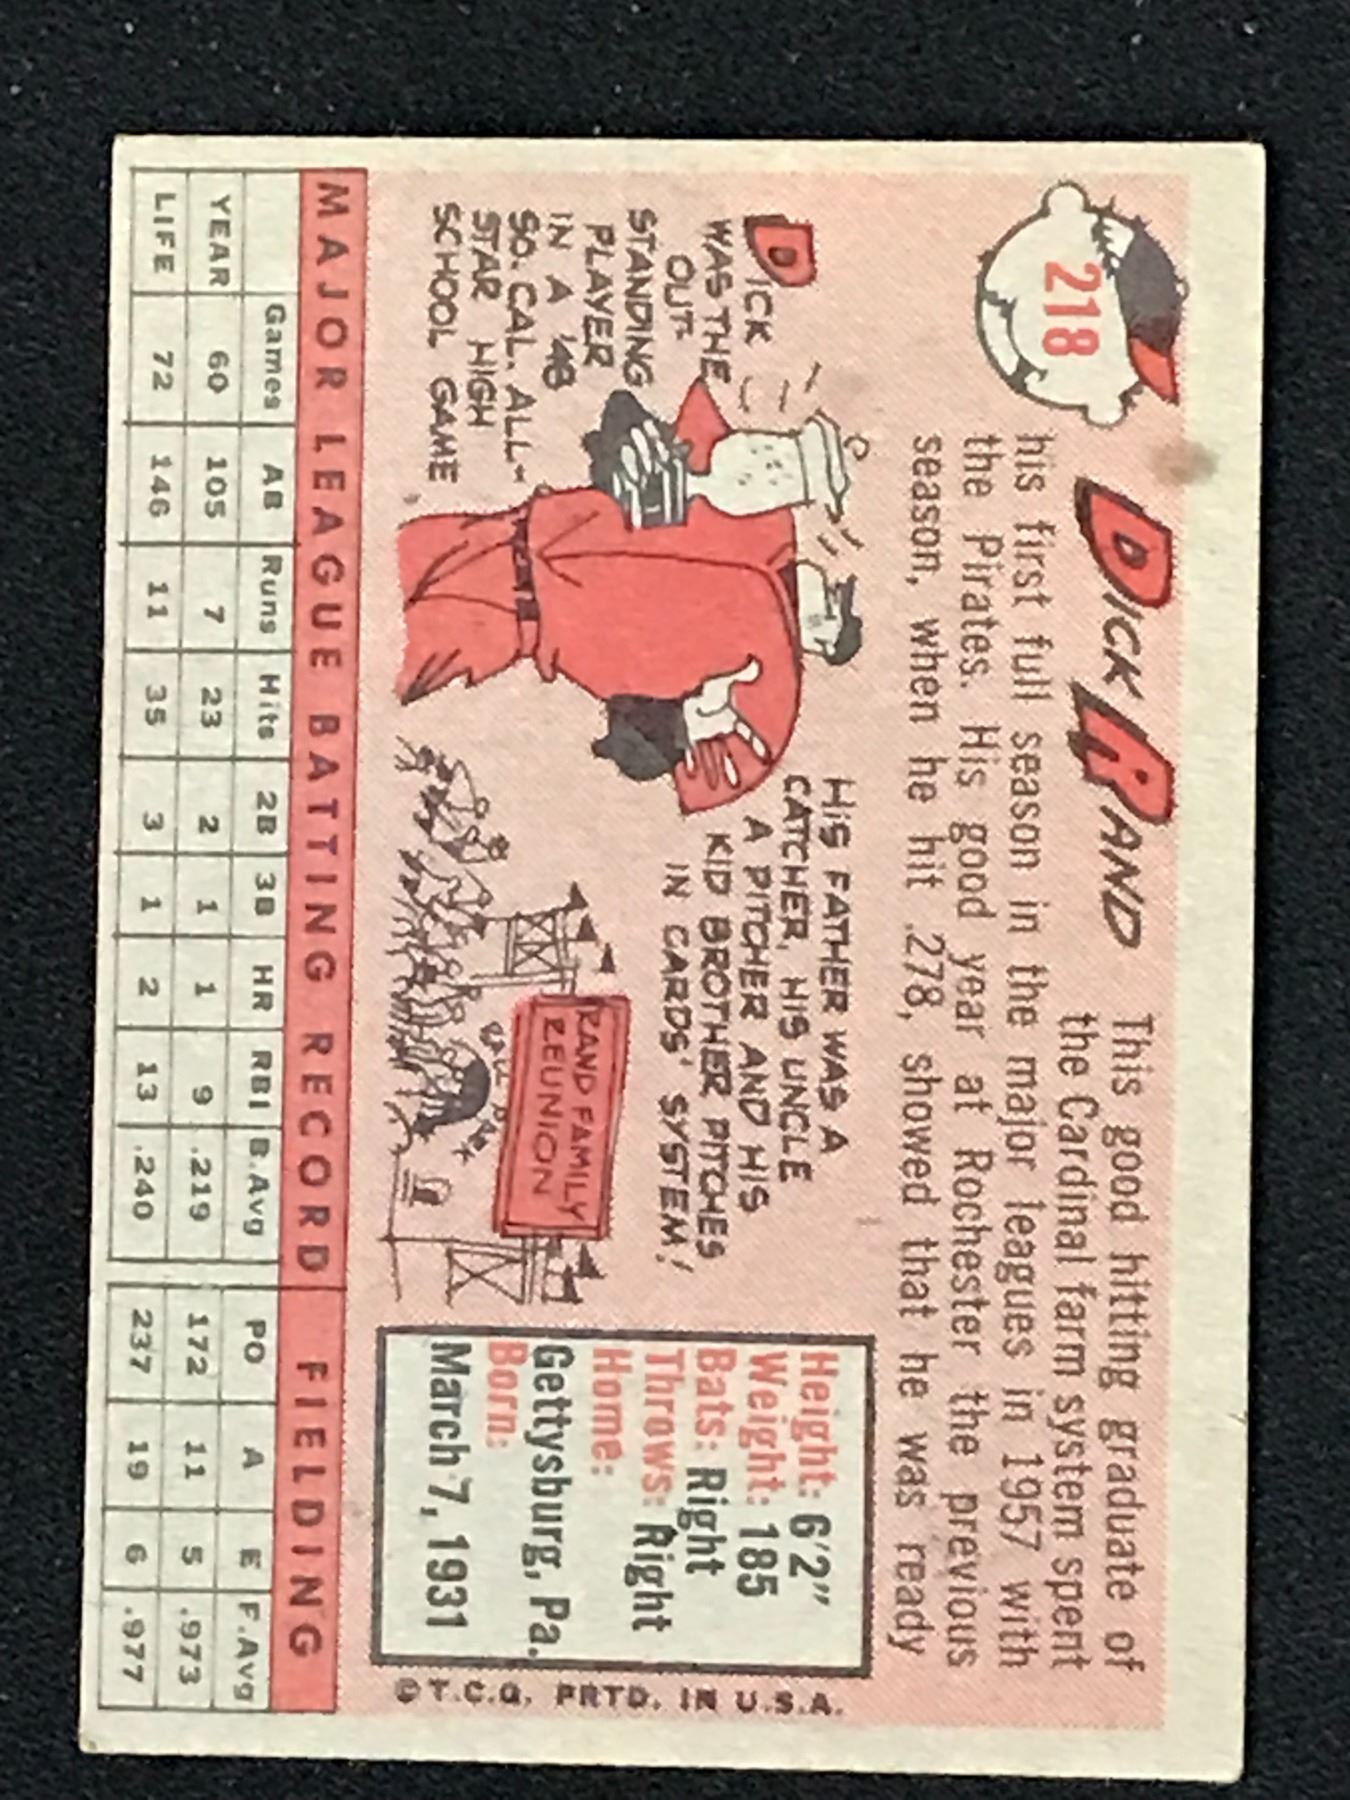 218
DICK RAND
This good hitting graduate of
the Cardinal farm system spent
his first full season in the major leagues in 1957 with
the Pirates. His good year at Rochester the previous
season, when he hit .278, showed that he was ready
DICK
WAS THE
OUT-
STANDING
PLAYER
IN A '48
SO. CAL. ALL-
STAR HIGH
SCHOOL GAME
HIS FATHER WAS A
CATCHER, HIS UNCLE
A PITCHER AND HIS
KID BROTHER PITCHES
IN CARDS' SYSTEM!
RAND FAMILY
REUNION
BALL PARK
Height: 6'2"
Weight: 185
Bats: Right
Throws: Right
Home:
Gettysburg, Pa.
Born:
March 7, 1931
©T.C.G. PRTD. IN U.S.A.
MAJOR LEAGUE BATTING RECORD FIELDING
Games AB Runs Hits 2B 3B HR RBI B.Avg PO A E F.Avg
YEAR 60 105 7 23 2 1 1 9 .219 172 11 5 .973
LIFE 72 146 11 35 3 1 2 13 .240 237 19 6 .977